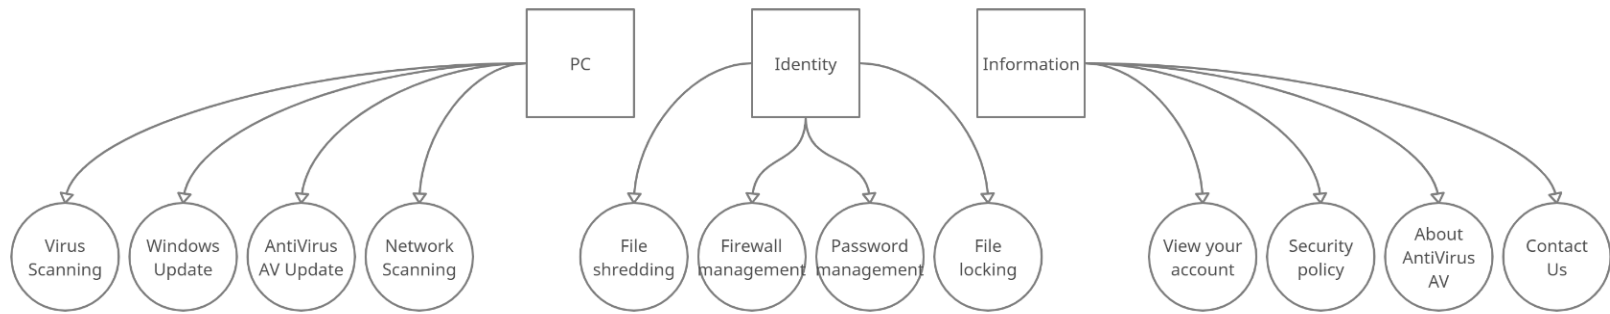 PC
Identity
Information
Virus
Scanning
Windows
Update
AntiVirus
AV Update
Network
Scanning
File
shredding
Firewall
management
Password
management
File
locking
View your
account
Security
policy
About
AntiVirus
AV
Contact
Us